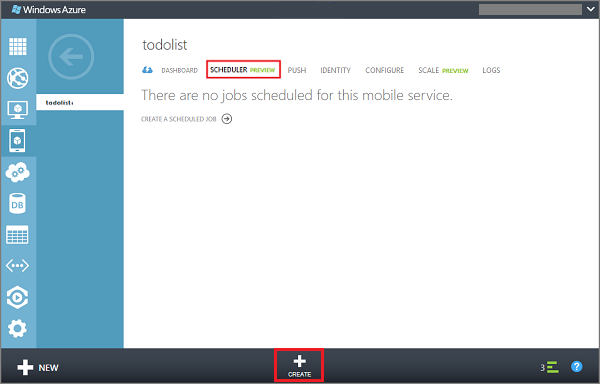 Windows Azure
todolist
DASHBOARD SCHEDULER PREVIEW PUSH IDENTITY CONFIGURE SCALE PREVIEW LOGS
todolist
There are no jobs scheduled for this mobile service.
CREATE A SCHEDULED JOB
DB
NEW
CREATE
3
?